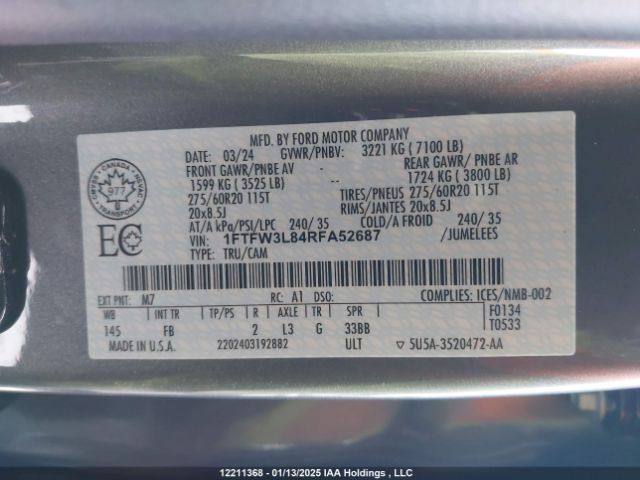 MFD. BY FORD MOTOR COMPANY
DATE: 03/24 GVWR/PNBV: 3221 KG ( 7100 LB)
FRONT GAWR/PNBE AV REAR GAWR/ PNBE AR
1599 KG ( 3525 LB) -- 1724 KG ( 3800 LB)
275/60R20 115T TIRES/PNEUS 275/60R20 115T
20x8.5J RIMS/JANTES 20x8.5J
AT/A kPa/PSI/LPC 240/ 35 COLD/A FROID 240/ 35
VIN: 1FTFW3L84RFA52687 /JUMELEES
TYPE: TRU/CAM
CANADA
977
TRANSPORT
EC
EXT PNT: M7 RC: A1 DSO: COMPLIES: ICES/NMB-002
WB INT TR TP/PS R AXLE TR SPR F0134
145 FB 2 L3 G 33BB T0533
MADE IN U.S.A. 2202403192882 ULT ▽ 5U5A-3520472-AA
12211368 - 01/13/2025 IAA Holdings , LLC